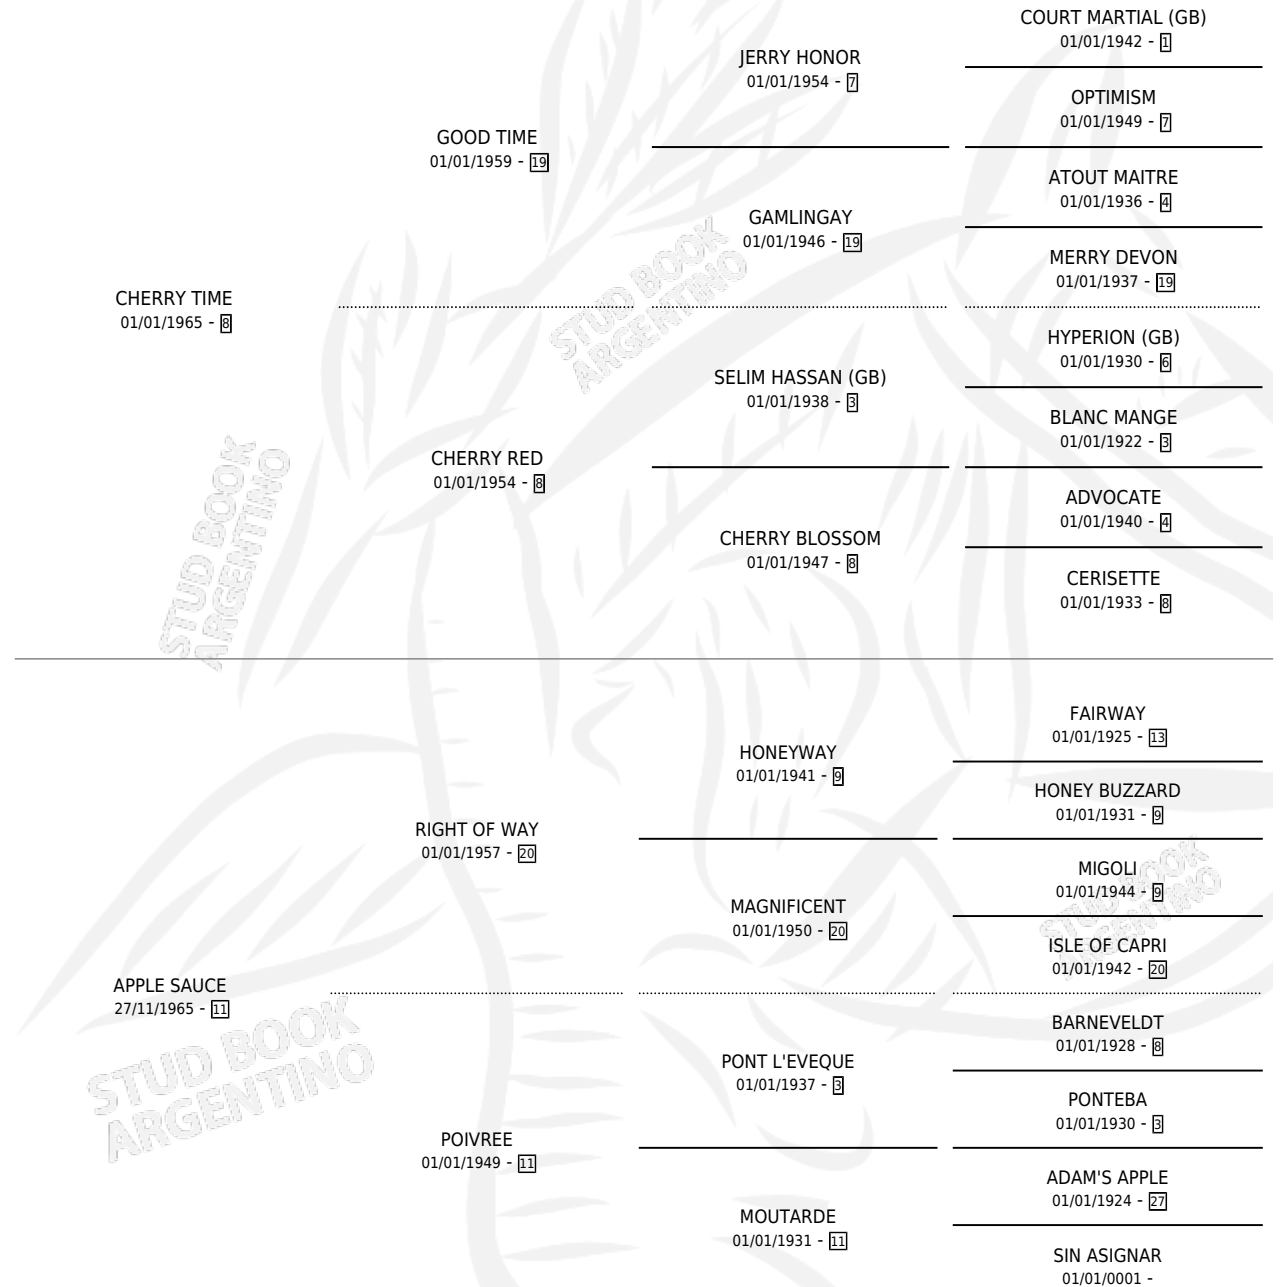 COURT MARTIAL (GB)
01/01/1942 - 1
JERRY HONOR
01/01/1954 - 7
OPTIMISM
01/01/1949 - 7
GOOD TIME
01/01/1959 - 19
ATOUT MAITRE
01/01/1936 - 4
GAMLINGAY
01/01/1946 - 19
MERRY DEVON
01/01/1937 - 19
CHERRY TIME
01/01/1965 - 8
STUD BOOK
ARGENTINO
HYPERION (GB)
01/01/1930 - 6
SELIM HASSAN (GB)
01/01/1938 - 3
BLANC MANGE
01/01/1922 - 3
CHERRY RED
01/01/1954 - 8
ADVOCATE
01/01/1940 - 4
CHERRY BLOSSOM
01/01/1947 - 8
CERISETTE
01/01/1933 - 8
STUD BOOK
ARGENTINO
FAIRWAY
01/01/1925 - 13
HONEYWAY
01/01/1941 - 9
HONEY BUZZARD
01/01/1931 - 9
RIGHT OF WAY
01/01/1957 - 20
MIGOLI
01/01/1944 - 9
MAGNIFICENT
01/01/1950 - 20
STUD BOOK
ARGENTINO
ISLE OF CAPRI
01/01/1942 - 20
APPLE SAUCE
27/11/1965 - 11
STUD BOOK
ARGENTINO
BARNEVELDT
01/01/1928 - 8
PONT L'EVEQUE
01/01/1937 - 3
PONTEBA
01/01/1930 - 3
POIVREE
01/01/1949 - 11
ADAM'S APPLE
01/01/1924 - 27
MOUTARDE
01/01/1931 - 11
SIN ASIGNAR
01/01/0001 -